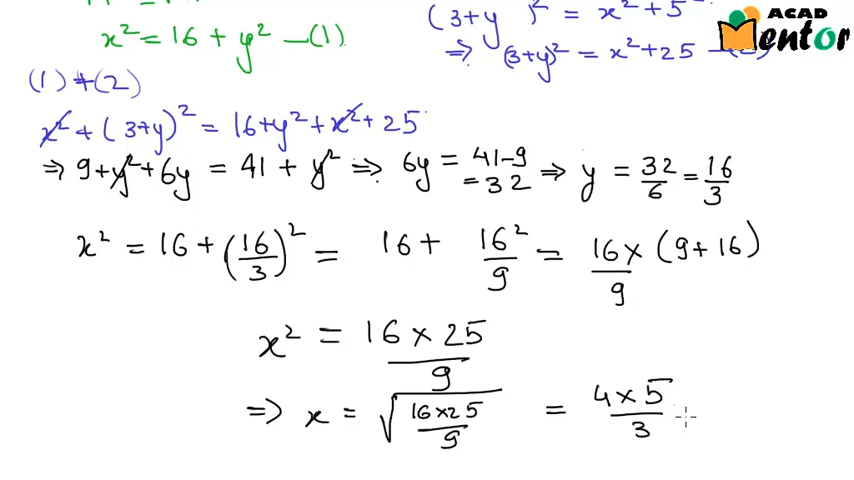 x² = 16 + y² —(1)
(3+y)² = x² + 5
⇒ (3+y)² = x² + 25
ACAD
Mentor
(1) + (2)
x² + (3+y)² = 16 + y² + x² + 25
⇒ 9 + y² + 6y = 41 + y² ⇒ 6y = 41 - 9
= 32
⇒ y = 32/6 = 16/3
x² = 16 + (16/3)² = 16 + 16²/9 = 16/9 × (9 + 16)
x² = 16 × 25/9
⇒ x = √(16×25/9) = 4×5/3